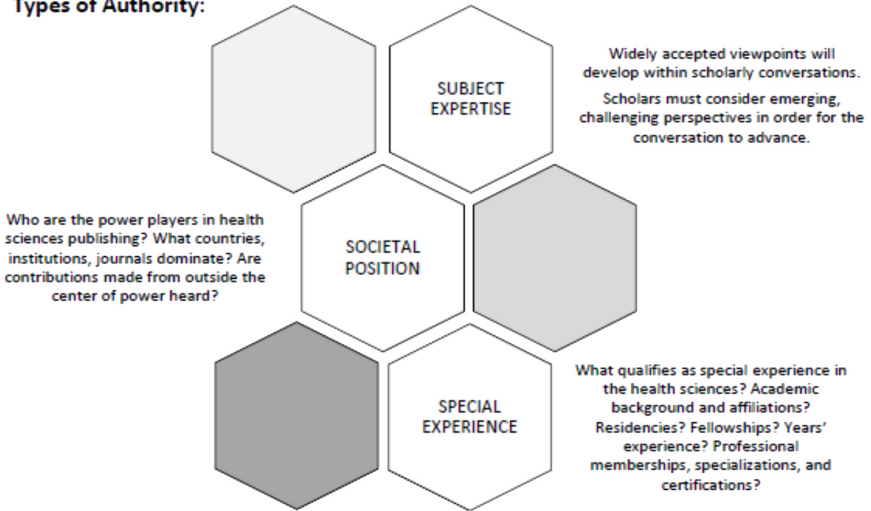 Types of Authority:
SUBJECT
EXPERTISE
Widely accepted viewpoints will
develop within scholarly conversations.
Scholars must consider emerging,
challenging perspectives in order for the
conversation to advance.
Who are the power players in health
sciences publishing? What countries,
institutions, journals dominate? Are
contributions made from outside the
center of power heard?
SOCIETAL
POSITION
SPECIAL
EXPERIENCE
What qualifies as special experience in
the health sciences? Academic
background and affiliations?
Residencies? Fellowships? Years’
experience? Professional
memberships, specializations, and
certifications?